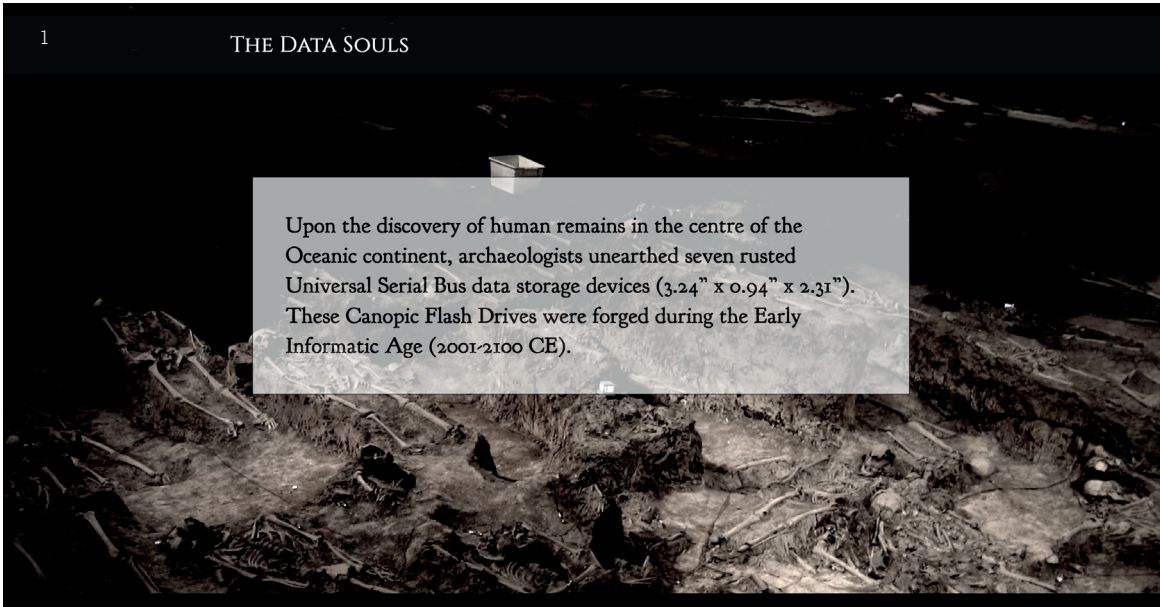 1
The Data Souls
Upon the discovery of human remains in the centre of the
Oceanic continent, archaeologists unearthed seven rusted
Universal Serial Bus data storage devices (3.24” x 0.94” x 2.31”).
These Canopic Flash Drives were forged during the Early
Informatic Age (2001-2100 CE).